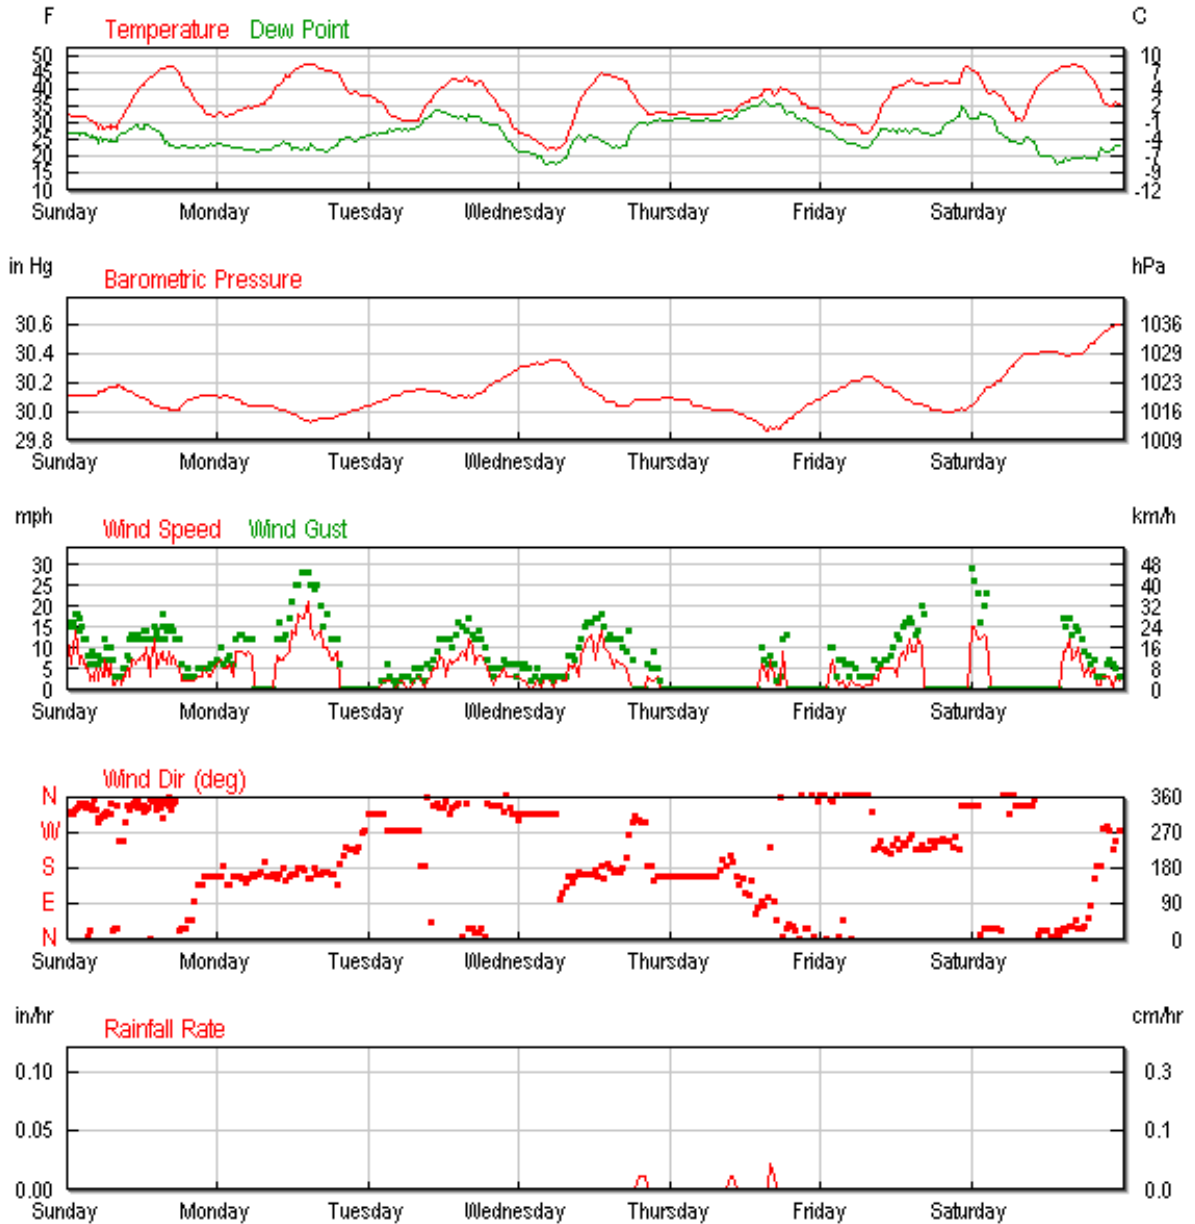 F C
Temperature Dew Point
50 10
45 7
40 4
35 2
30 -1
25 -4
20 -7
15 -9
10 -12
Sunday Monday Tuesday Wednesday Thursday Friday Saturday
in Hg hPa
Barometric Pressure
30.6 1036
30.4 1029
30.2 1023
30.0 1016
29.8 1009
Sunday Monday Tuesday Wednesday Thursday Friday Saturday
mph km/h
Wind Speed Wind Gust
30 48
25 40
20 32
15 24
10 16
5 8
0 0
Sunday Monday Tuesday Wednesday Thursday Friday Saturday
Wind Dir (deg)
N 360
W 270
S 180
E 90
N 0
Sunday Monday Tuesday Wednesday Thursday Friday Saturday
in/hr cm/hr
Rainfall Rate
0.10 0.3
0.05 0.1
0.00 0.0
Sunday Monday Tuesday Wednesday Thursday Friday Saturday